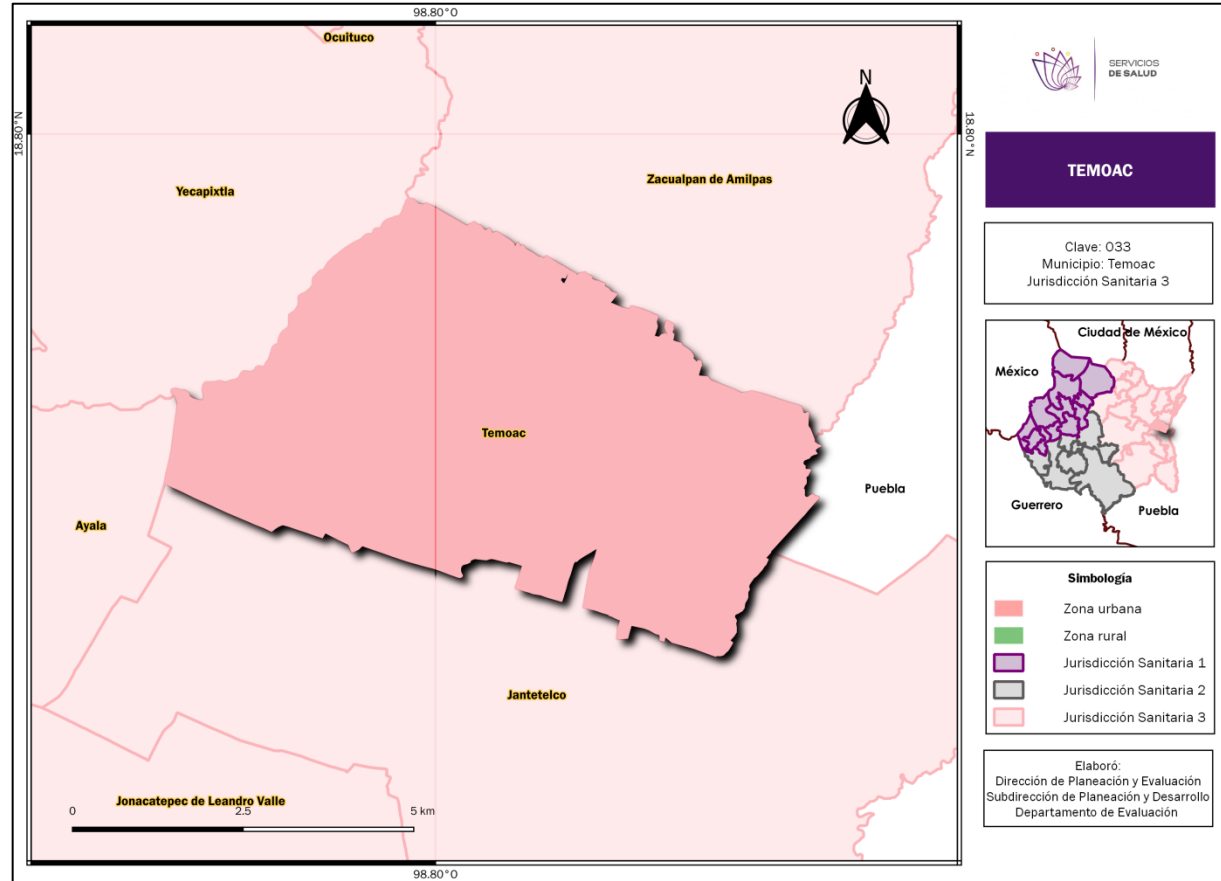 98.80°O
Ocuituco
N
18.80°N
18.80°N
Yecapixtla
Zacualpan de Amilpas
Temoac
Puebla
Ayala
Jantetelco
Jonacatepec de Leandro Valle
0
2.5
5 km
98.80°O
SERVICIOS
DE SALUD
TEMOAC
Clave: 033
Municipio: Temoac
Jurisdicción Sanitaria 3
Ciudad de México
México
Guerrero
Puebla
Simbología
Zona urbana
Zona rural
Jurisdicción Sanitaria 1
Jurisdicción Sanitaria 2
Jurisdicción Sanitaria 3
Elaboró:
Dirección de Planeación y Evaluación
Subdirección de Planeación y Desarrollo
Departamento de Evaluación